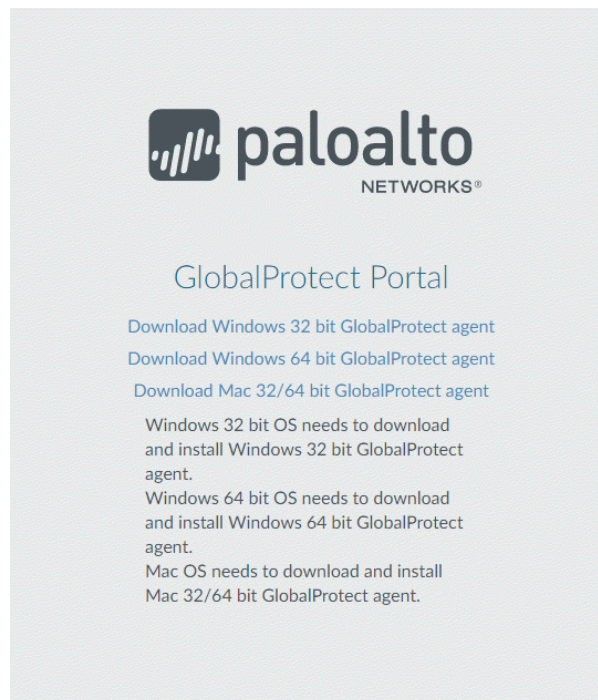 paloalto
NETWORKS®
GlobalProtect Portal
Download Windows 32 bit GlobalProtect agent
Download Windows 64 bit GlobalProtect agent
Download Mac 32/64 bit GlobalProtect agent
Windows 32 bit OS needs to download
and install Windows 32 bit GlobalProtect
agent.
Windows 64 bit OS needs to download
and install Windows 64 bit GlobalProtect
agent.
Mac OS needs to download and install
Mac 32/64 bit GlobalProtect agent.